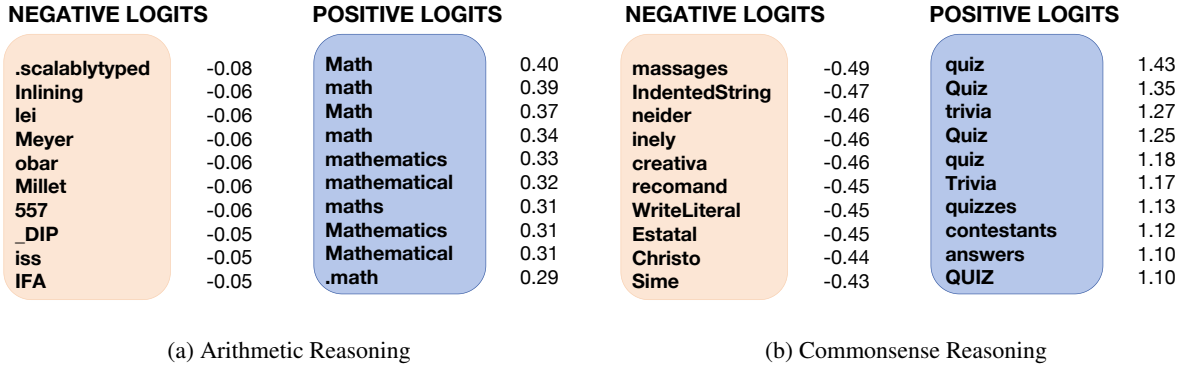 NEGATIVE LOGITS POSITIVE LOGITS NEGATIVE LOGITS POSITIVE LOGITS
.scalablytyped -0.08 Math 0.40 massages -0.49 quiz 1.43
Inlining -0.06 math 0.39 IndentedString -0.47 Quiz 1.35
lei -0.06 Math 0.37 neider -0.46 trivia 1.27
Meyer -0.06 math 0.34 inely -0.46 Quiz 1.25
obar -0.06 mathematics 0.33 creativa -0.46 quiz 1.18
Millet -0.06 mathematical 0.32 recomand -0.45 Trivia 1.17
557 -0.06 maths 0.31 WriteLiteral -0.45 quizzes 1.13
_DIP -0.05 Mathematics 0.31 Estatal -0.45 contestants 1.12
iss -0.05 Mathematical 0.31 Christo -0.44 answers 1.10
IFA -0.05 .math 0.29 Sime -0.43 QUIZ 1.10
(a) Arithmetic Reasoning (b) Commonsense Reasoning